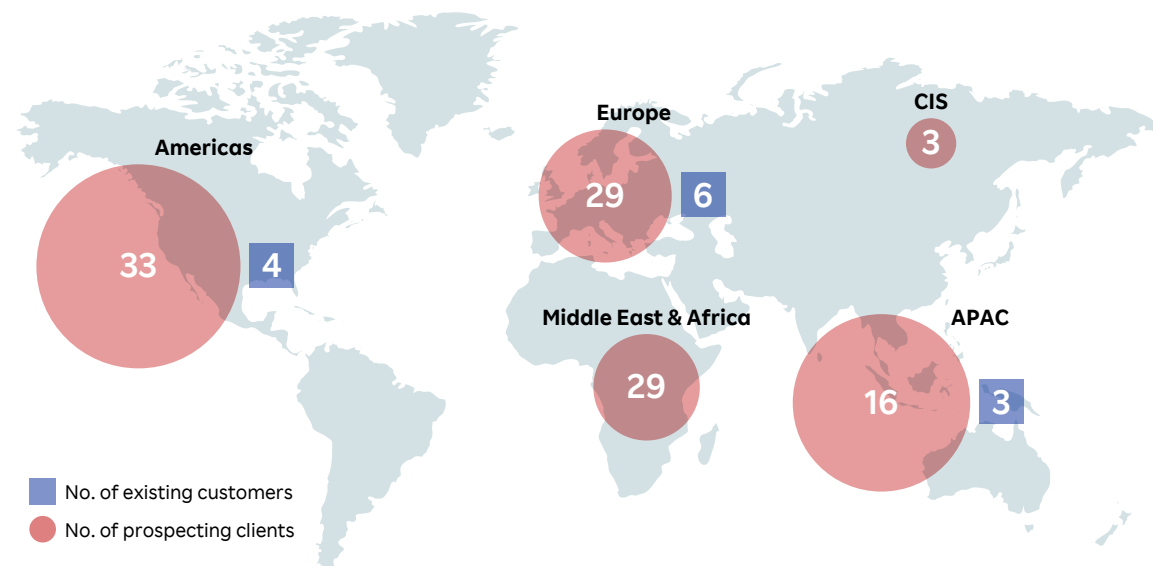 CIS
3
Europe
29
6
Americas
33
4
Middle East & Africa
29
APAC
16
3
No. of existing customers
No. of prospecting clients